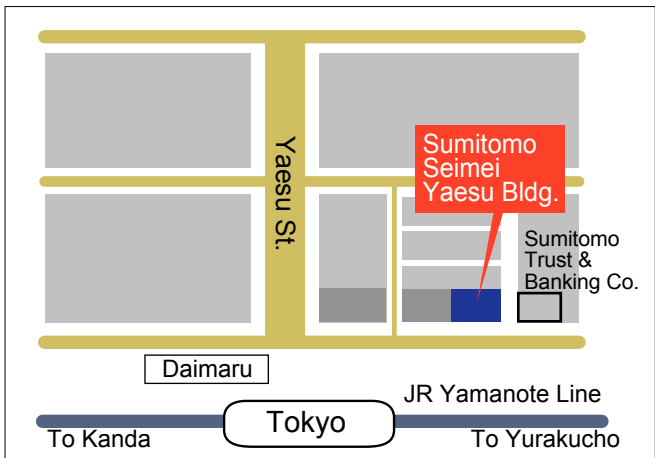 Yaesu St.
Sumitomo
Seimei
Yaesu Bldg.
Sumitomo
Trust &
Banking Co.
Daimaru
JR Yamanote Line
Tokyo
To Kanda
To Yurakucho